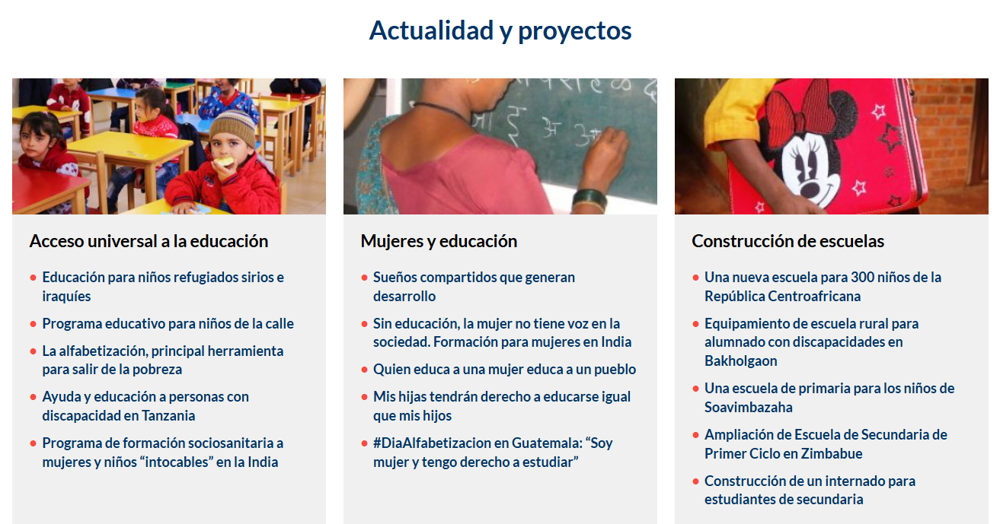 Actualidad y proyectos
Acceso universal a la educación
• Educación para niños refugiados sirios e
iraquíes
• Programa educativo para niños de la calle
• La alfabetización, principal herramienta
para salir de la pobreza
• Ayuda y educación a personas con
discapacidad en Tanzania
• Programa de formación sociosanitaria a
mujeres y niños “intocables” en la India
Mujeres y educación
• Sueños compartidos que generan
desarrollo
• Sin educación, la mujer no tiene voz en la
sociedad. Formación para mujeres en India
• Quien educa a una mujer educa a un pueblo
• Mis hijas tendrán derecho a educarse igual
que mis hijos
• #DiaAlfabetizacion en Guatemala: “Soy
mujer y tengo derecho a estudiar”
Construcción de escuelas
• Una nueva escuela para 300 niños de la
República Centroafricana
• Equipamiento de escuela rural para
alumnado con discapacidades en
Bakholgaon
• Una escuela de primaria para los niños de
Soavimbazaha
• Ampliación de Escuela de Secundaria de
Primer Ciclo en Zimbabue
• Construcción de un internado para
estudiantes de secundaria